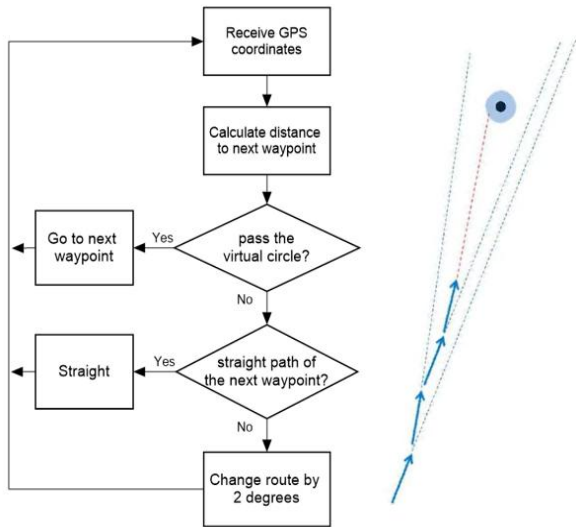 Receive GPS
coordinates
Calculate distance
to next waypoint
pass the
virtual circle?
Yes
Go to next
waypoint
No
straight path of
the next waypoint?
Yes
Straight
No
Change route by
2 degrees